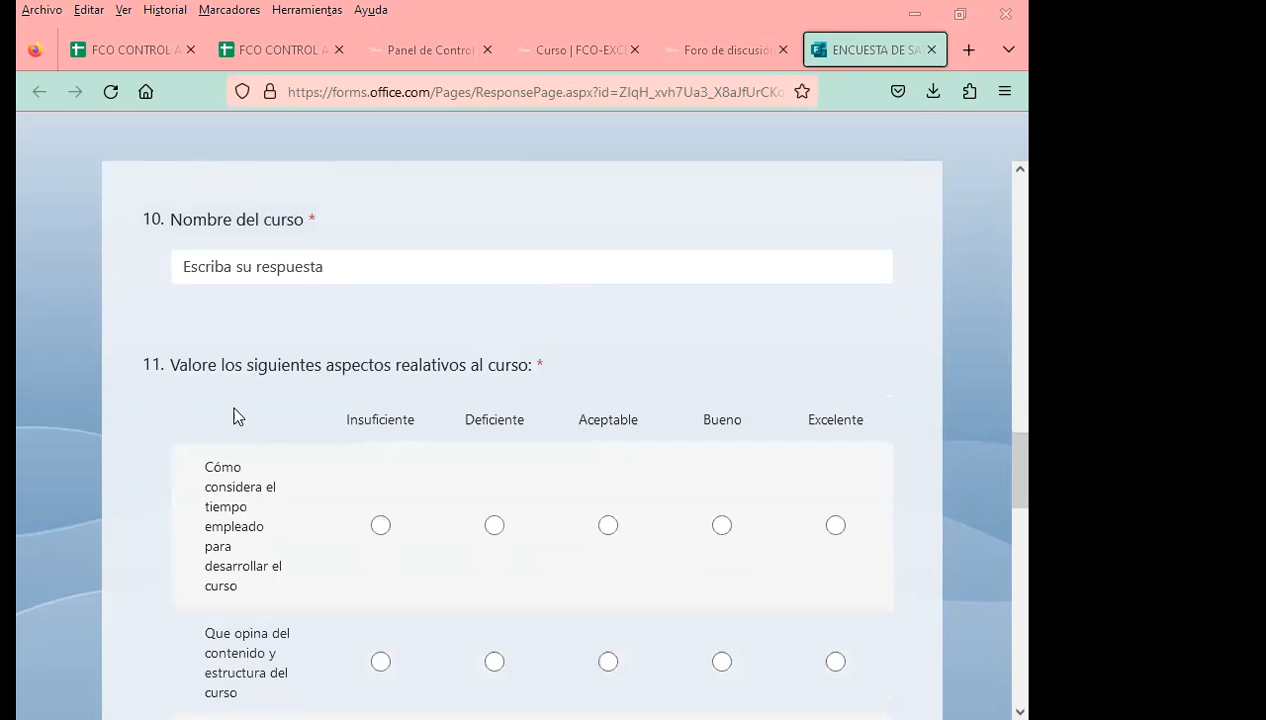 Archivo Editar Ver Historial Marcadores Herramientas Ayuda
FCO CONTROL A FCO CONTROL A Panel de Control Curso | FCO-EXCE Foro de discusión ENCUESTA DE SAT
https://forms.office.com/Pages/ResponsePage.aspx?id=ZIqH_xvh7Ua3_X8aJfUrCKq
10. Nombre del curso *
Escriba su respuesta
11. Valore los siguientes aspectos realativos al curso: *
Insuficiente Deficiente Aceptable Bueno Excelente
Cómo
considera el
tiempo
empleado
para
desarrollar el
curso
Que opina del
contenido y
estructura del
curso